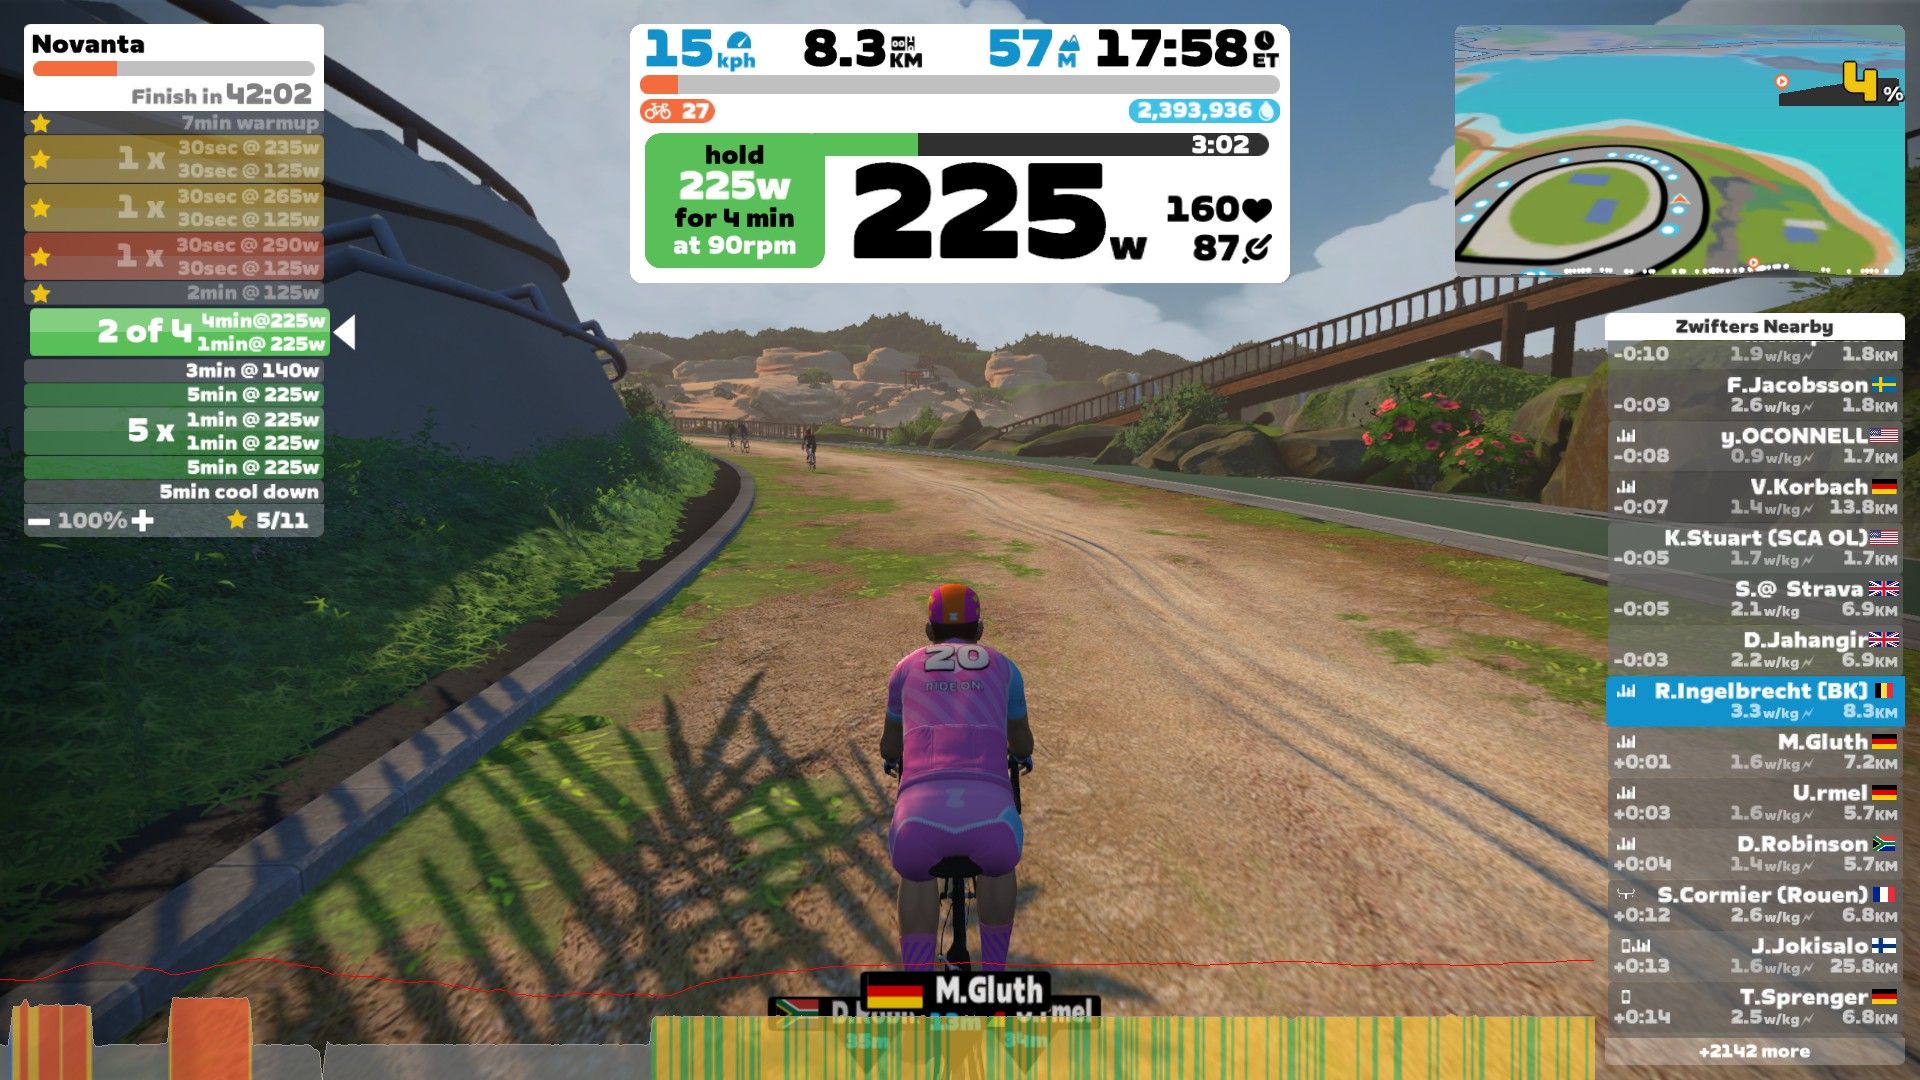 Novanta
Finish in 42:02
7min warmup
1 x 30sec @ 235w
30sec @ 125w
1 x 30sec @ 265w
30sec @ 125w
1 x 30sec @ 290w
30sec @ 125w
2min @ 125w
2 of 4 4min@225w
1min@ 225w
3min @ 140w
5min @ 225w
5 x 1min @ 225w
1min @ 225w
5min @ 225w
5min cool down
— 100% + 5/11
15 kph 8.3 KM 57 M 17:58 ET
27 2,393,936
3:02
hold
225w
for 4 min
at 90rpm
225 w
160
87
4 %
Zwifters Nearby
-0:10 1.9w/kg 1.8KM
F.Jacobsson
-0:09 2.6w/kg 1.8KM
y.OCONNELL
-0:08 0.9w/kg 1.7KM
V.Korbach
-0:07 1.4w/kg 13.8KM
K.Stuart (SCA OL)
-0:05 1.7w/kg 1.7KM
S.@ Strava
-0:05 2.1w/kg 6.9KM
D.Jahangir
-0:03 2.2w/kg 6.9KM
R.Ingelbrecht (BK)
3.3w/kg 8.3KM
M.Gluth
+0:01 1.6w/kg 7.2KM
U.rmel
+0:03 1.6w/kg 5.7KM
D.Robinson
+0:04 1.4w/kg 5.7KM
S.Cormier (Rouen)
+0:12 2.6w/kg 6.8KM
J.Jokisalo
+0:13 1.6w/kg 25.8KM
T.Sprenger
+0:14 2.5w/kg 6.8KM
+2142 more
20
RIDE ON.
M.Gluth
13m
35m 34m